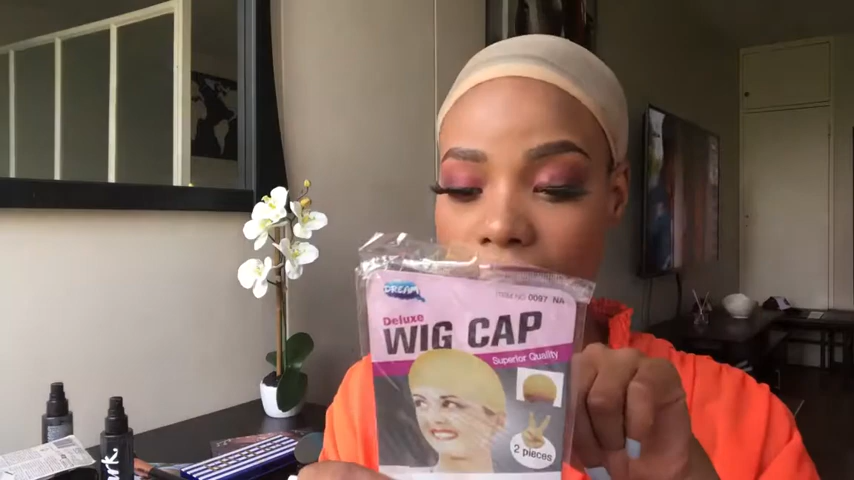 DREAM
ITEM NO 0097 NA
Deluxe
WIG CAP
Superior Quality
2 pieces